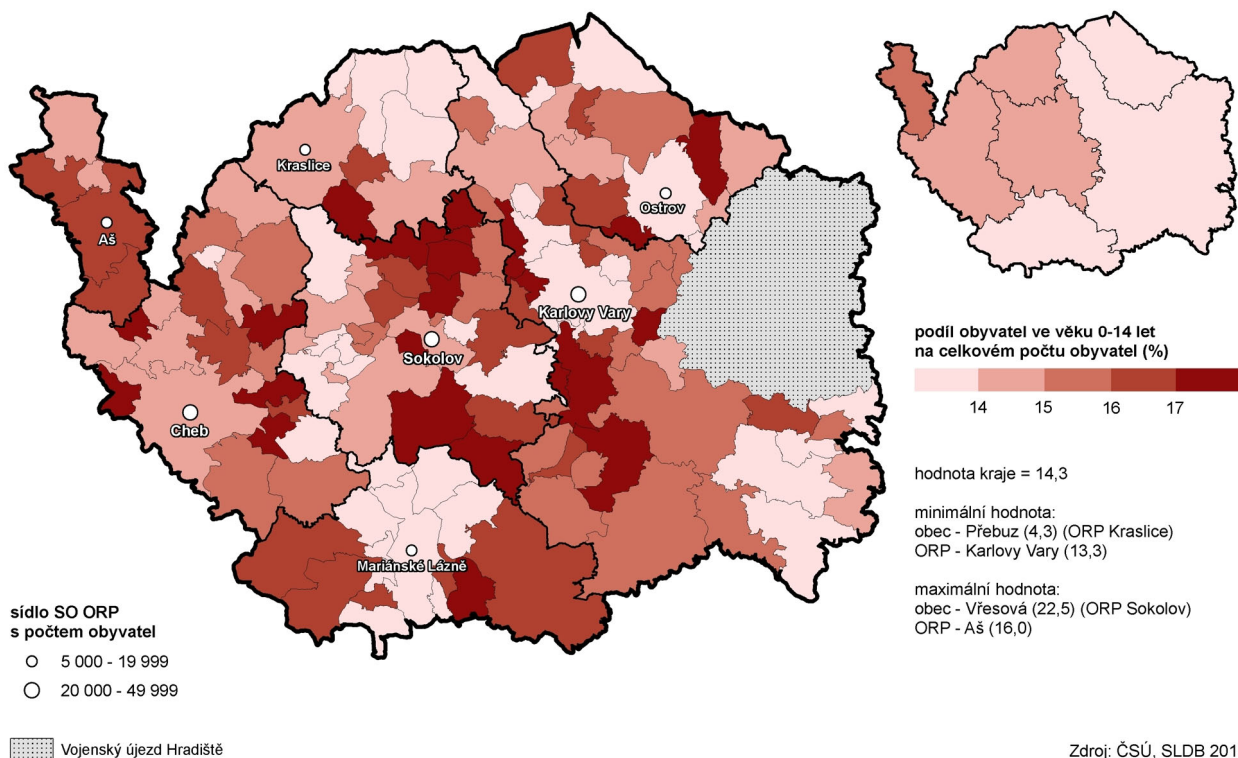 Kraslice
Aš
Ostrov
Karlovy Vary
Sokolov
Cheb
Mariánské Lázně
podíl obyvatel ve věku 0-14 let
na celkovém počtu obyvatel (%)
14 15 16 17
hodnota kraje = 14,3
minimální hodnota:
obec - Přebuz (4,3) (ORP Kraslice)
ORP - Karlovy Vary (13,3)
maximální hodnota:
obec - Vřesová (22,5) (ORP Sokolov)
ORP - Aš (16,0)
sídlo SO ORP
s počtem obyvatel
5 000 - 19 999
20 000 - 49 999
Vojenský újezd Hradiště
Zdroj: ČSÚ, SLDB 201